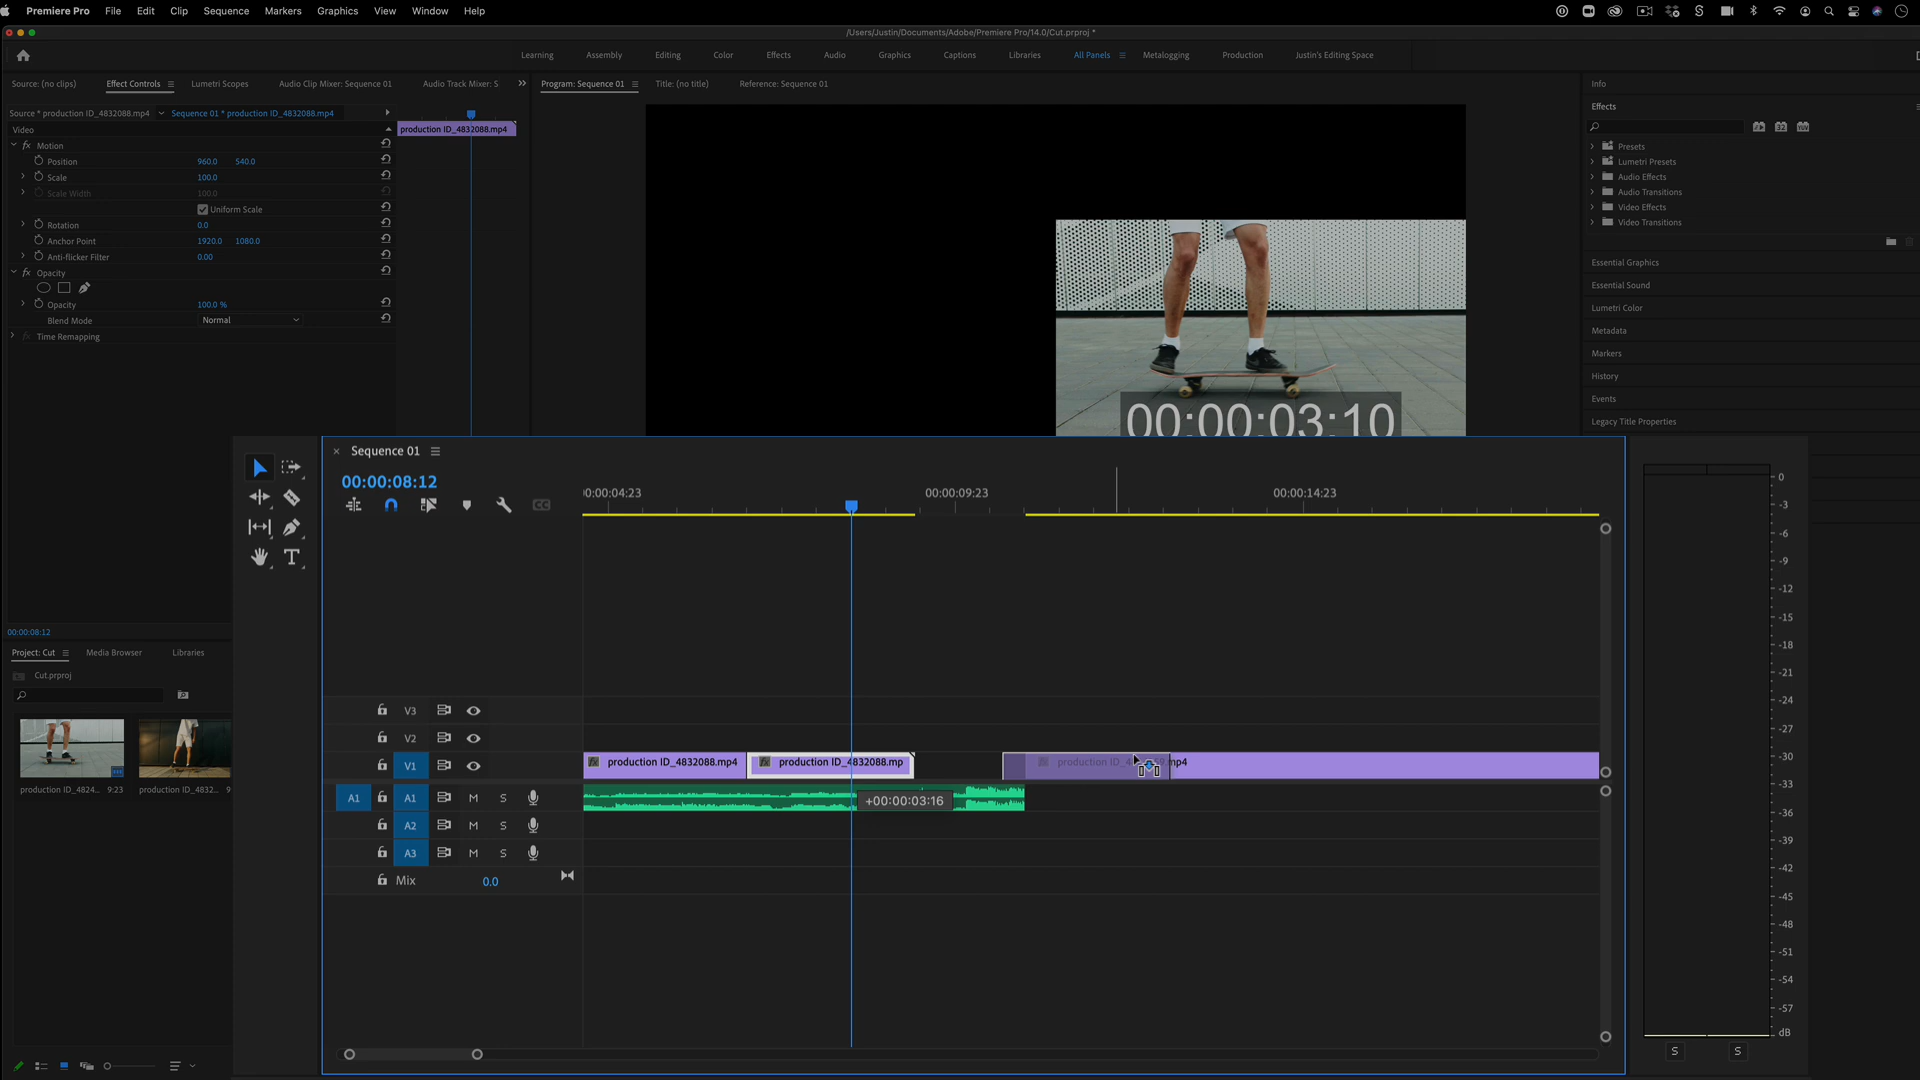 Premiere Pro File Edit Clip Sequence Markers Graphics View Window Help
/Users/Justin/Documents/Adobe/Premiere Pro/14.0/Cut.prproj *
Learning Assembly Editing Color Effects Audio Graphics Captions Libraries All Panels Metalogging Production Justin's Editing Space
Source: (no clips) Effect Controls Lumetri Scopes Audio Clip Mixer: Sequence 01 Audio Track Mixer: S
Source * production ID_4832088.mp4 Sequence 01 * production ID_4832088.mp4
Video
production ID_4832088.mp4
fx Motion
Position 960.0 540.0
Scale 100.0
Scale Width 100.0
Uniform Scale
Rotation 0.0
Anchor Point 1920.0 1080.0
Anti-flicker Filter 0.00
fx Opacity
Opacity 100.0 %
Blend Mode Normal
fx Time Remapping
00:00:08:12
Program: Sequence 01 Title: (no title) Reference: Sequence 01
00:00:03:10
Info
Effects
32
Presets
Lumetri Presets
Audio Effects
Audio Transitions
Video Effects
Video Transitions
Essential Graphics
Essential Sound
Lumetri Color
Metadata
Markers
History
Events
Legacy Title Properties
Project: Cut Media Browser Libraries
Cut.prproj
production ID_4824... 9:23
production ID_4832...
T
× Sequence 01
00:00:08:12
CC
00:00:04:23
00:00:09:23
00:00:14:23
V3
V2
V1
fx production ID_4832088.mp4
fx production ID_4832088.mp
fx
A1 A1 M S
+00:00:03:16
A2 M S
A3 M S
Mix 0.0
0
-3
-6
-9
-12
-15
-18
-21
-24
-27
-30
-33
-36
-39
-42
-45
-48
-51
-54
-57
dB
S S